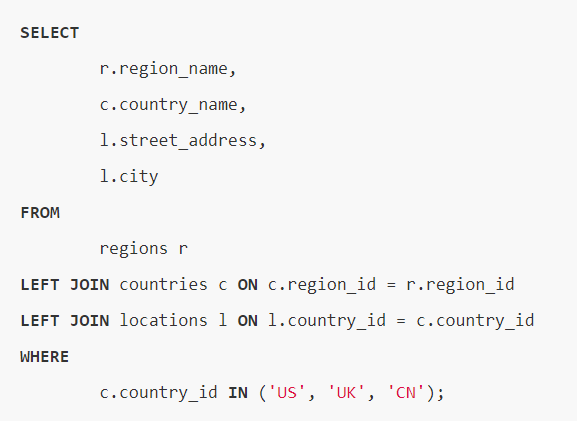 SELECT
r.region_name,
c.country_name,
l.street_address,
l.city
FROM
regions r
LEFT JOIN countries c ON c.region_id = r.region_id
LEFT JOIN locations l ON l.country_id = c.country_id
WHERE
c.country_id IN ('US', 'UK', 'CN');